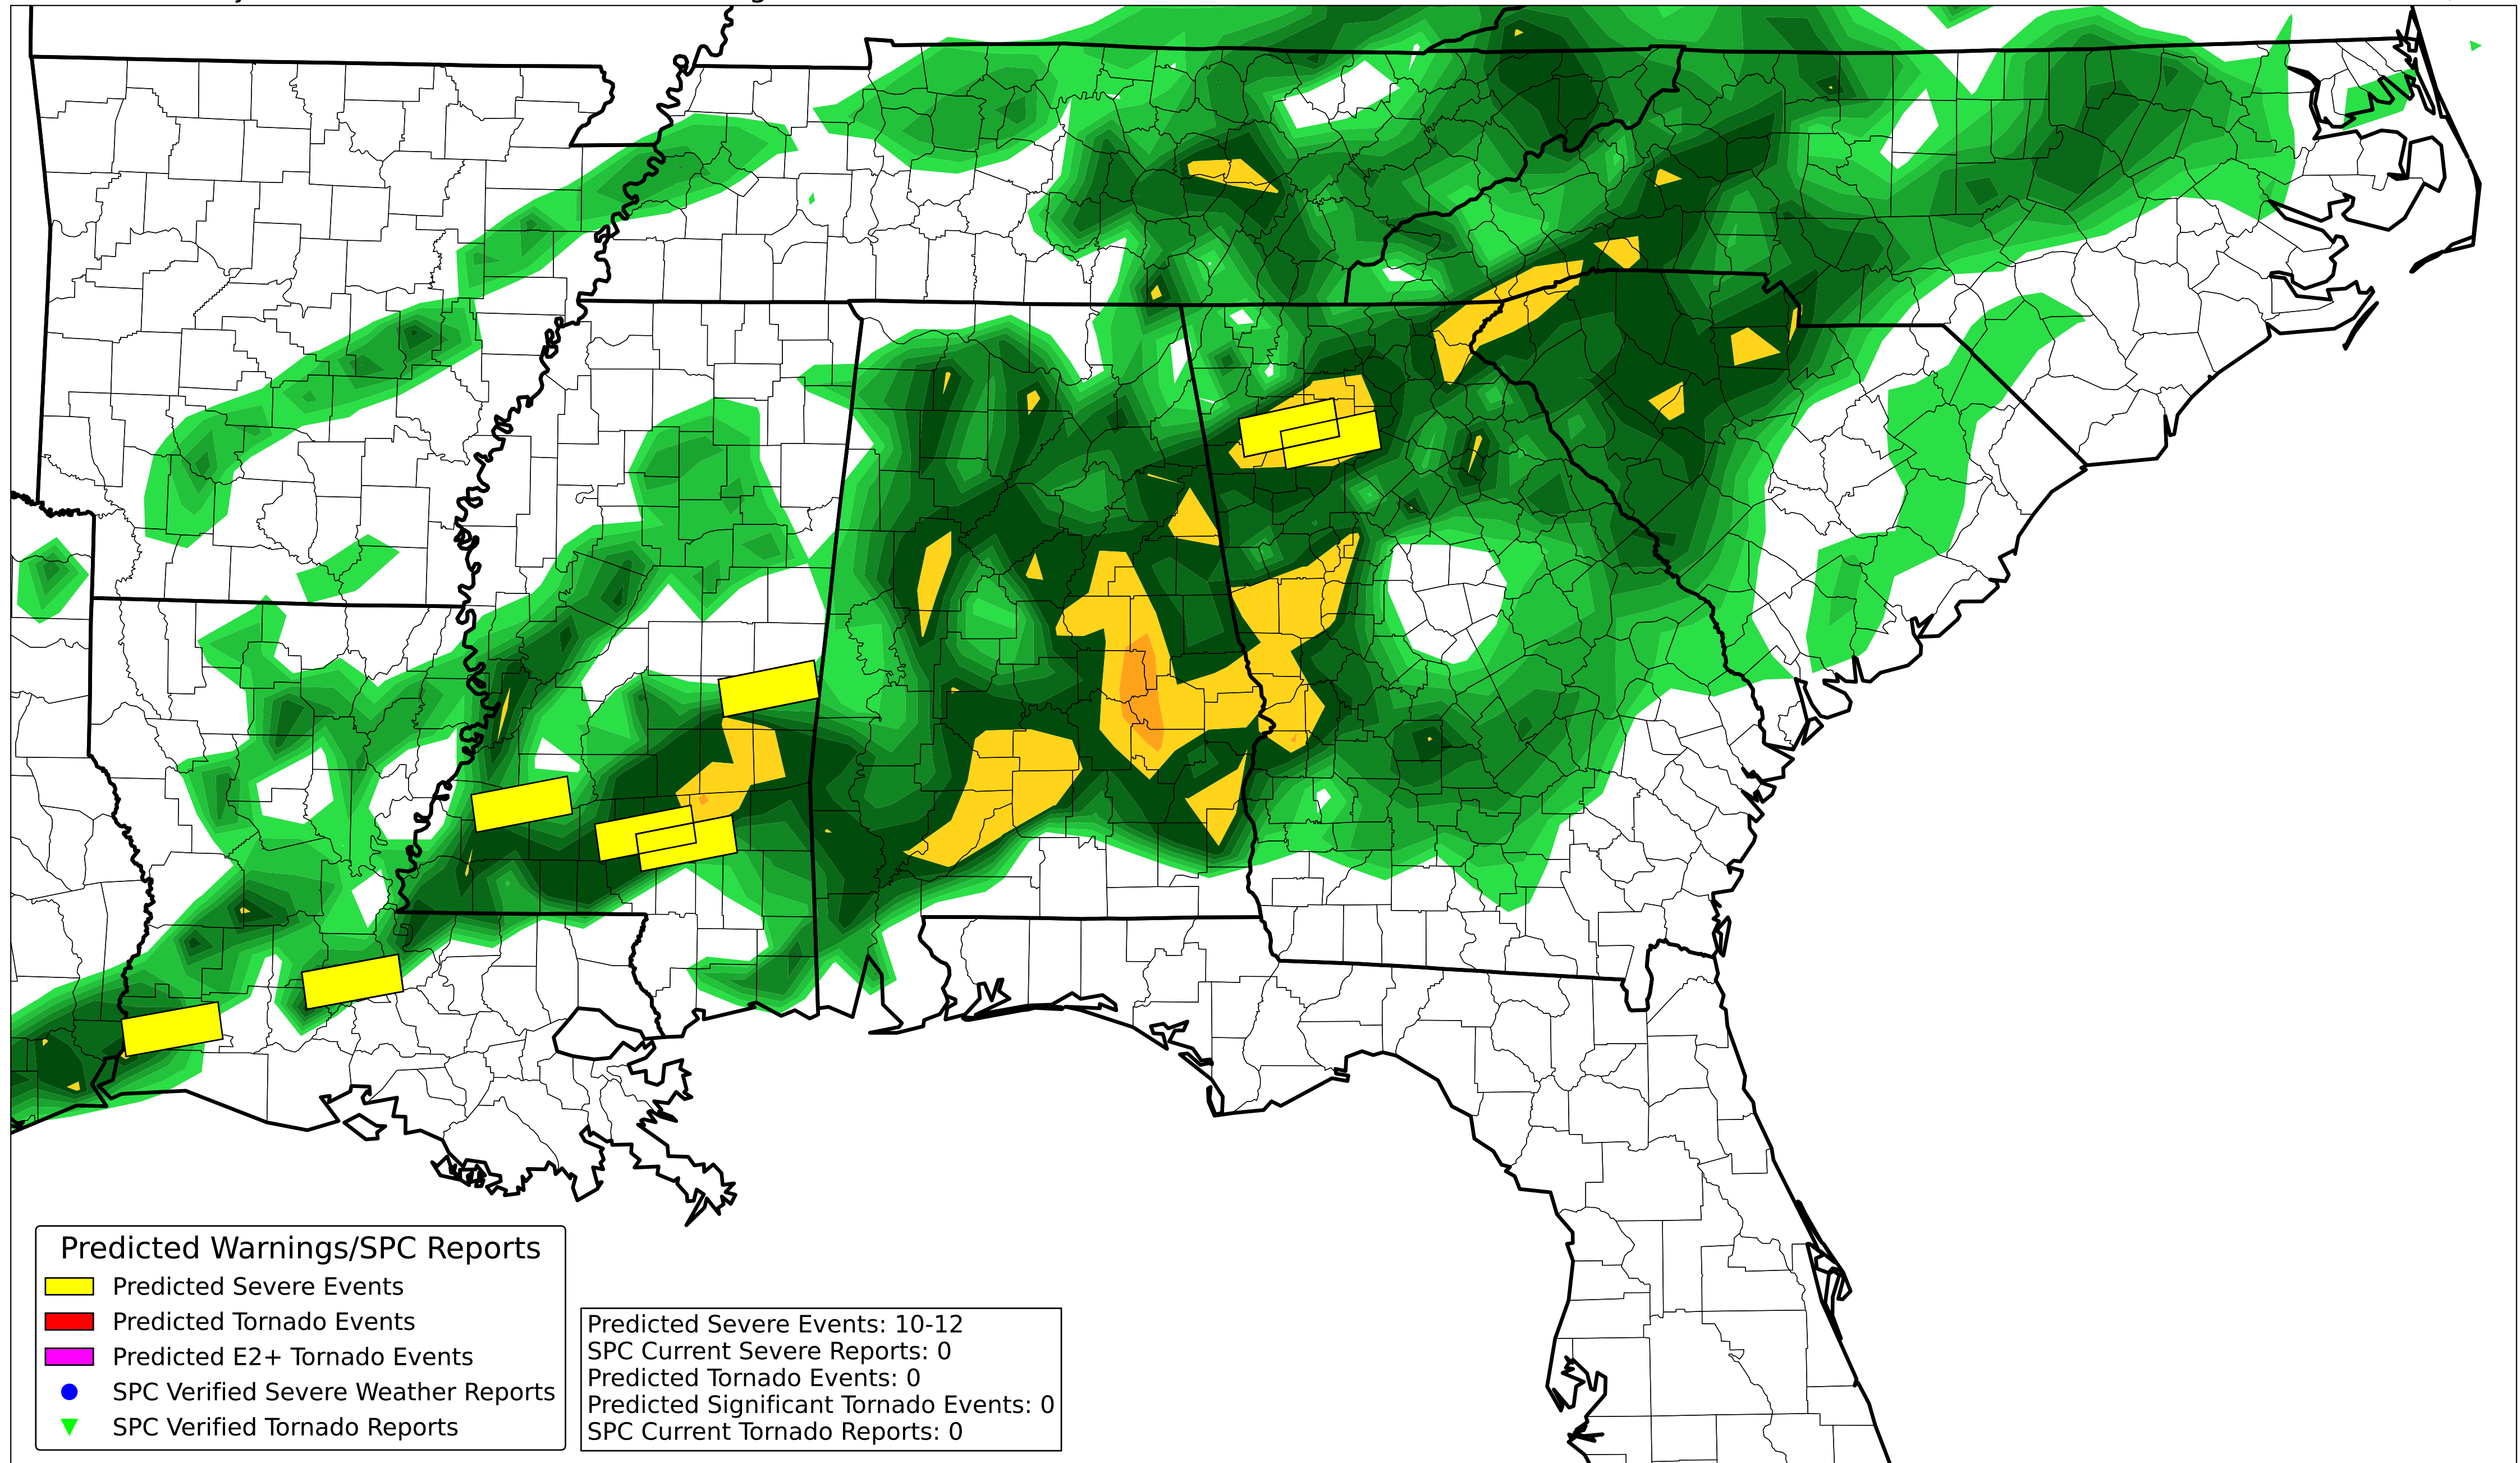 Predicted Warnings/SPC Reports
Predicted Severe Events
Predicted Tornado Events
Predicted E2+ Tornado Events
SPC Verified Severe Weather Reports
SPC Verified Tornado Reports
Predicted Severe Events: 10-12
SPC Current Severe Reports: 0
Predicted Tornado Events: 0
Predicted Significant Tornado Events: 0
SPC Current Tornado Reports: 0